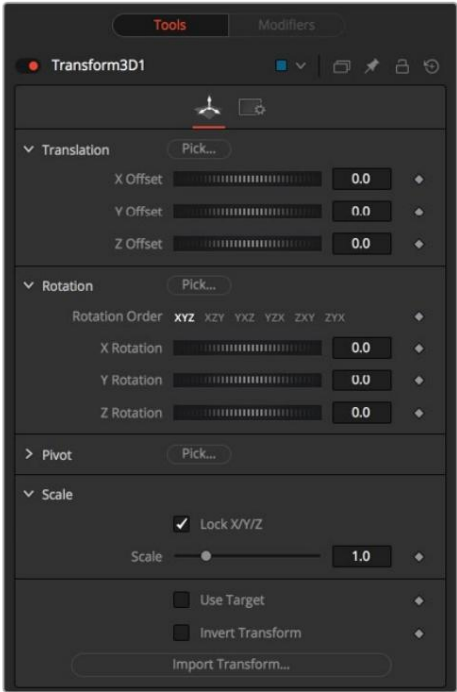 Tools Modifiers
Transform3D1
Translation Pick...
X Offset 0.0
Y Offset 0.0
Z Offset 0.0
Rotation Pick...
Rotation Order XYZ XZY YXZ YZX ZXY ZYX
X Rotation 0.0
Y Rotation 0.0
Z Rotation 0.0
Pivot Pick...
Scale
Lock X/Y/Z
Scale 1.0
Use Target
Invert Transform
Import Transform...